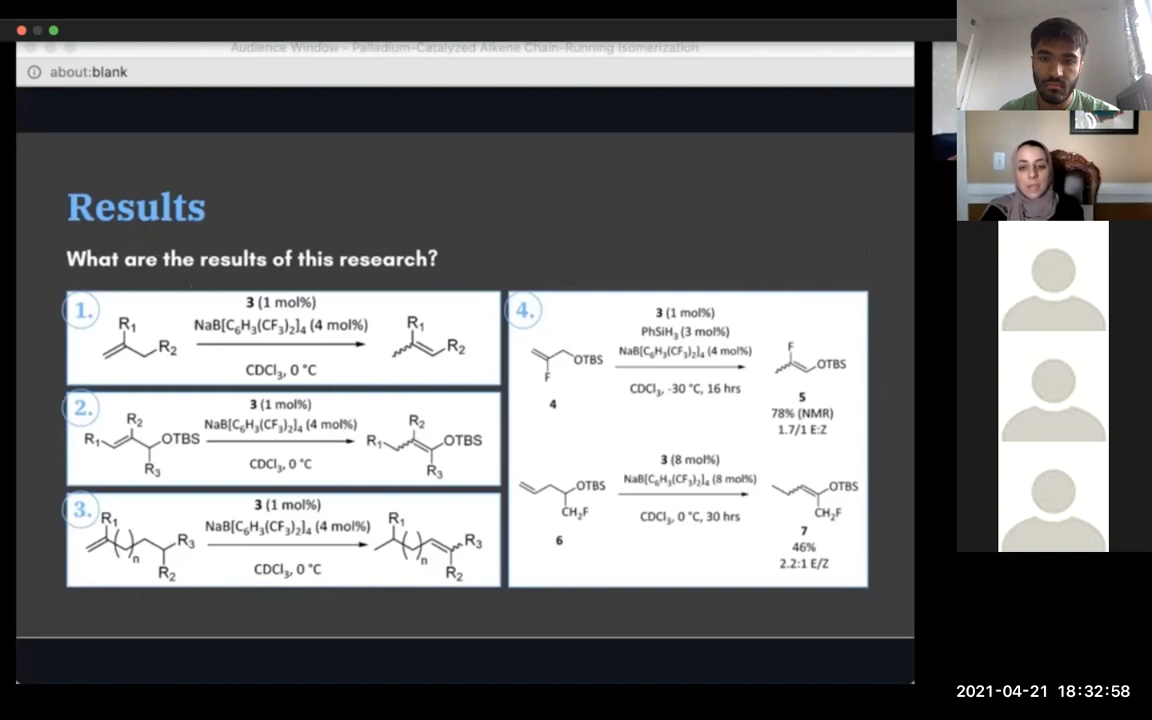 Audience Window - Palladium-Catalyzed Alkene Chain-Running Isomerization
about:blank
Results
What are the results of this research?
1.
3 (1 mol%)
NaB[C6H3(CF3)2]4 (4 mol%)
CDCl3, 0 °C
R1
R2
R1
R2
2.
3 (1 mol%)
NaB[C6H3(CF3)2]4 (4 mol%)
CDCl3, 0 °C
R2
R1
OTBS
R3
R2
R1
OTBS
R3
3.
3 (1 mol%)
NaB[C6H3(CF3)2]4 (4 mol%)
CDCl3, 0 °C
R1
R3
n
R2
R1
R3
n
R2
4.
3 (1 mol%)
PhSiH3 (3 mol%)
NaB[C6H3(CF3)2]4 (4 mol%)
CDCl3, -30 °C, 16 hrs
OTBS
F
4
F
OTBS
5
78% (NMR)
1.7/1 E:Z
3 (8 mol%)
NaB[C6H3(CF3)2]4 (8 mol%)
CDCl3, 0 °C, 30 hrs
OTBS
CH2F
6
OTBS
CH2F
7
46%
2.2:1 E/Z
2021-04-21 18:32:58